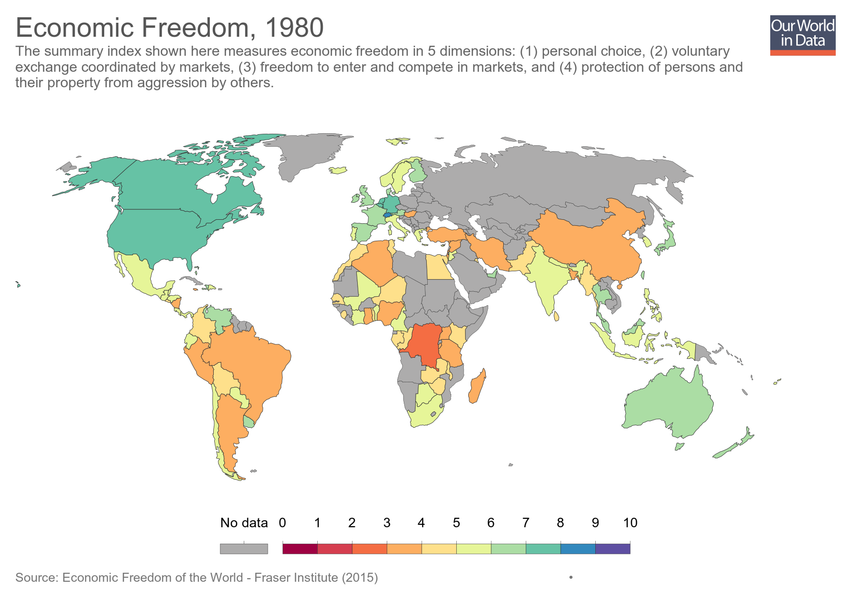 Economic Freedom, 1980
Our World
in Data
The summary index shown here measures economic freedom in 5 dimensions: (1) personal choice, (2) voluntary
exchange coordinated by markets, (3) freedom to enter and compete in markets, and (4) protection of persons and
their property from aggression by others.
No data 0 1 2 3 4 5 6 7 8 9 10
Source: Economic Freedom of the World - Fraser Institute (2015)